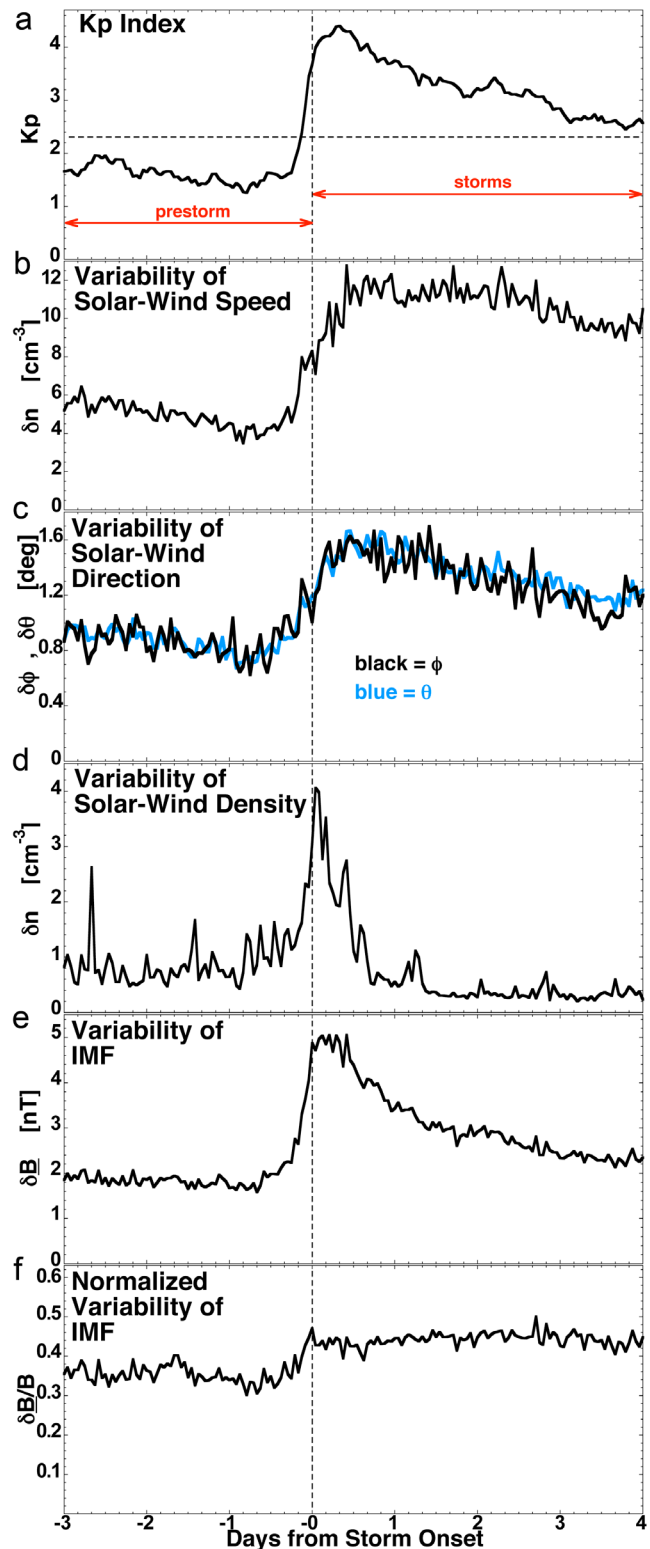 a
Kp Index
4
3
2
1
0
Kp
storms
prestorm
b
Variability of
Solar-Wind Speed
12
10
8
6
4
2
0
δn [cm⁻³]
c
Variability of
Solar-Wind
Direction
1.6
1.2
0.8
0.4
0
δϕ , δθ [deg]
black = ϕ
blue = θ
d
Variability of
Solar-Wind Density
4
3
2
1
0
δn [cm⁻³]
e
Variability of
IMF
5
4
3
2
1
0
δB [nT]
f
Normalized
Variability of
IMF
0.6
0.5
0.4
0.3
0.2
0.1
δB/B
-3 -2 -1 -0 1 2 3 4
Days from Storm Onset